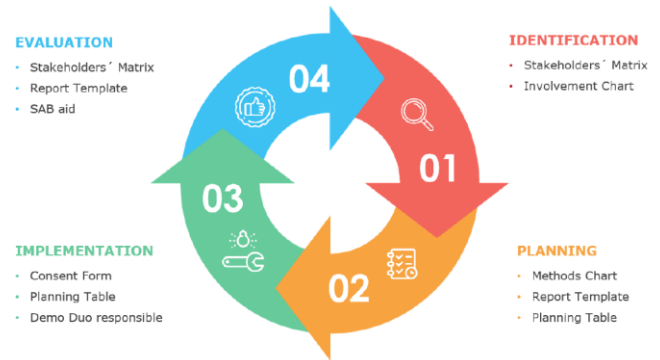 EVALUATION
• Stakeholders´ Matrix
• Report Template
• SAB aid
04
IDENTIFICATION
• Stakeholders´ Matrix
• Involvement Chart
01
03
IMPLEMENTATION
• Consent Form
• Planning Table
• Demo Duo responsible
02
PLANNING
• Methods Chart
• Report Template
• Planning Table